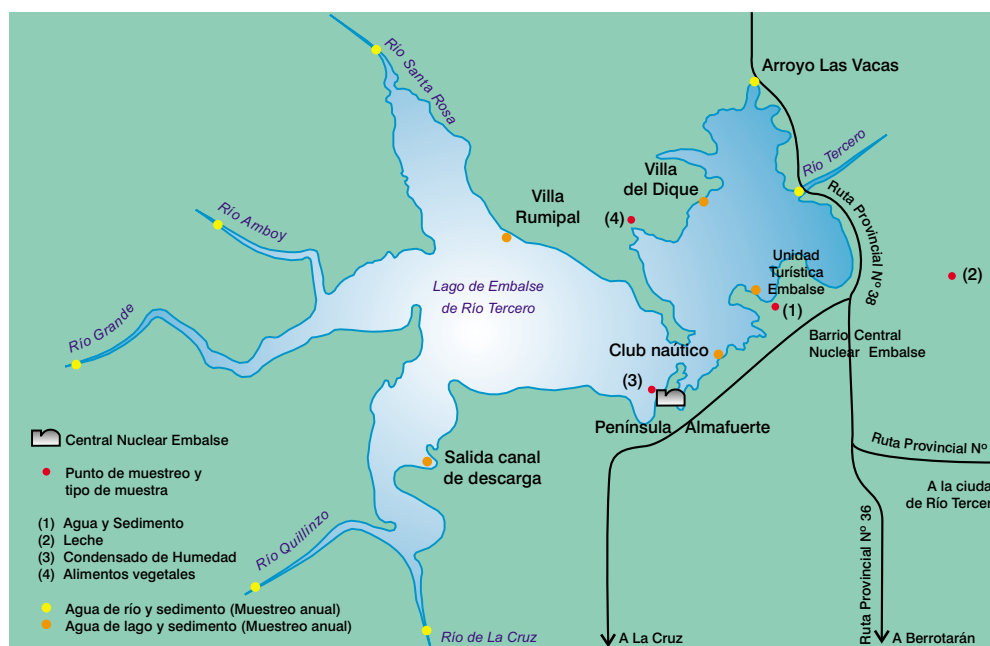 Río Santa Rosa
Arroyo Las Vacas
Río Tercero
Villa
del Dique
Villa
Rumipal
(4)
Río Amboy
Ruta Provincial Nº 38
Unidad
Turística
Embalse
(2)
(1)
Lago de Embalse
de Río Tercero
Río Grande
Barrio Central
Nuclear Embalse
Club naútico
(3)
Península Almafuerte
Central Nuclear Embalse
Ruta Provincial Nº
Salida canal
de descarga
Punto de muestreo y
tipo de muestra
A la ciuda
de Río Tercer
(1) Agua y Sedimento
(2) Leche
(3) Condensado de Humedad
(4) Alimentos vegetales
Río Quillinzo
Ruta Provincial Nº 36
Agua de río y sedimento (Muestreo anual)
Agua de lago y sedimento (Muestreo anual)
Río de La Cruz
A La Cruz
A Berrotarán